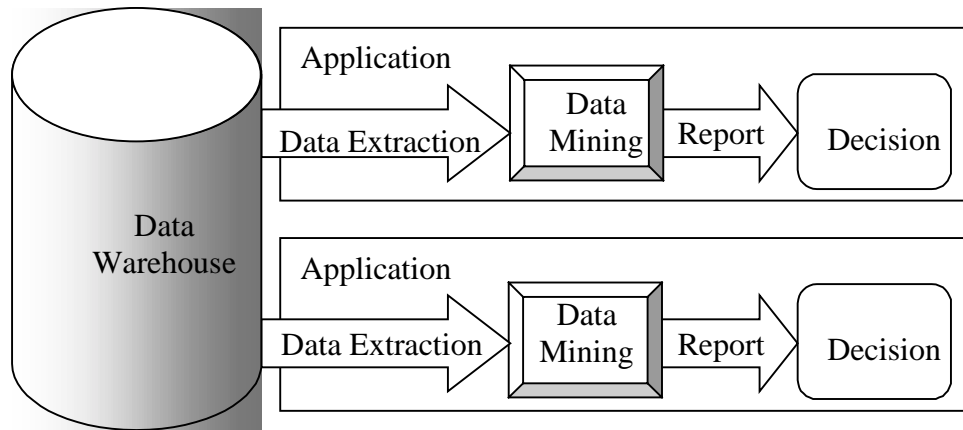 Data
Warehouse
Application
Data Extraction
Data
Mining
Report
Decision
Application
Data Extraction
Data
Mining
Report
Decision